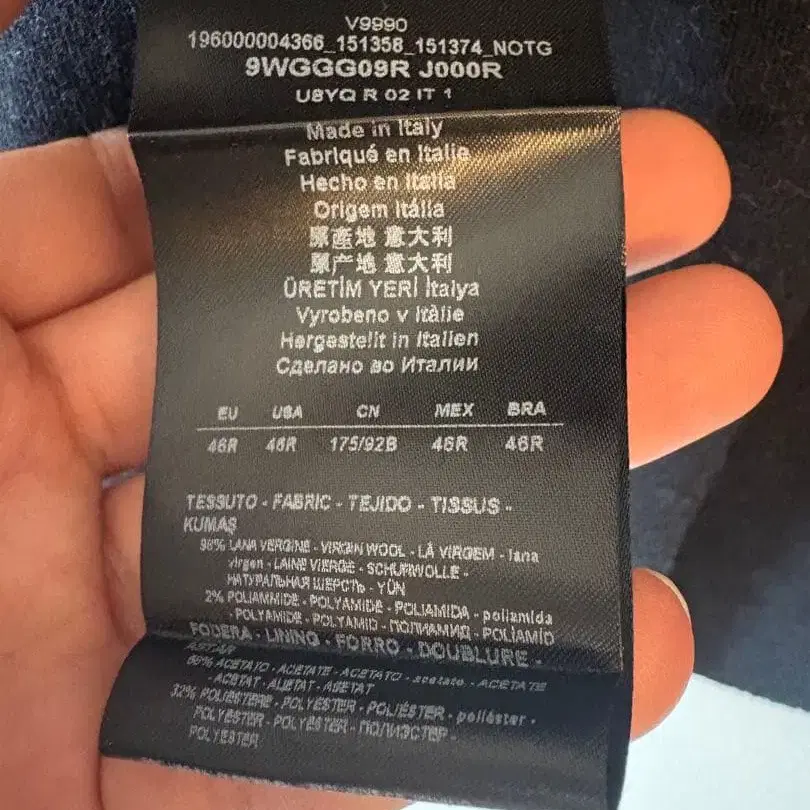 V9990
196000004366_151358_151374_NOTG
9WGGG09R J000R
U8YQ R 02 IT 1
Made in Italy
Fabriqué en Italie
Hecho en Italia
Origem Itália
原産地 意大利
原产地 意大利
ÜRETİM YERİ İtalya
Vyrobeno v Itálie
Hergestellt in Italien
Сделано во Италии
EU USA CN MEX BRA
46R 46R 175/92B 46R 46R
TESSUTO - FABRIC - TEJIDO - TISSUS -
KUMAŞ
98% LANA VERGINE - VIRGIN WOOL - LÃ VIRGEM - lana
virgen - LAINE VIERGE - SCHURWOLLE -
НАТУРАЛЬНАЯ ШЕРСТЬ - YÜN
2% POLIAMMIDE - POLYAMIDE - POLIAMIDA - poliamida
- POLYAMIDE - POLYAMID - ПОЛИАМИД - POLİAMİD
FODERA - LINING - FORRO - DOUBLURE -
ASTAR
ACETATO - ACETATE - ACETATO - acetato - ACETATE
- ACETAT - АЦЕТАТ - ASETAT
32% POLIESTERE - POLYESTER - POLIÉSTER - poliéster -
POLYESTER - POLYESTER - ПОЛИЭСТЕР -
POLYESTER